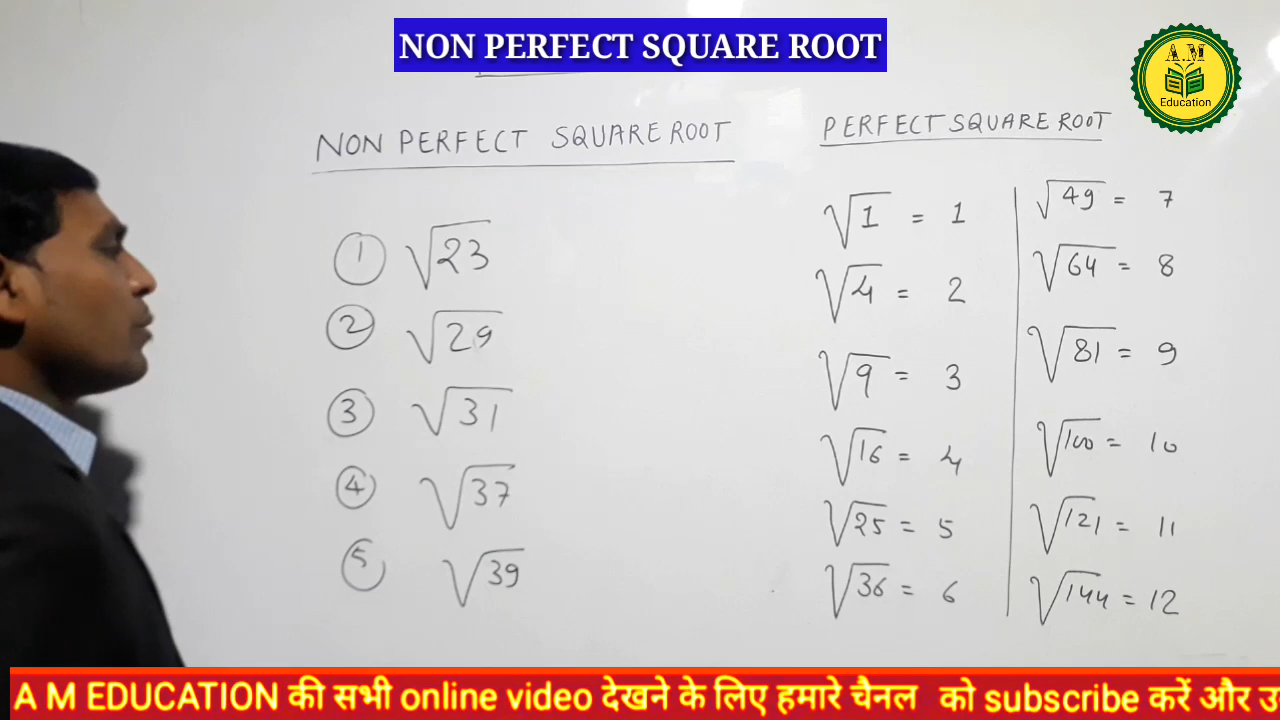 NON PERFECT SQUARE ROOT
A.M
Education
NON PERFECT SQUARE ROOT
① √23
② √29
③ √31
④ √37
⑤ √39
PERFECT SQUARE ROOT
√1 = 1
√4 = 2
√9 = 3
√16 = 4
√25 = 5
√36 = 6
√49 = 7
√64 = 8
√81 = 9
√100 = 10
√121 = 11
√144 = 12
A M EDUCATION की सभी online video देखने के लिए हमारे चैनल को subscribe करें और उ